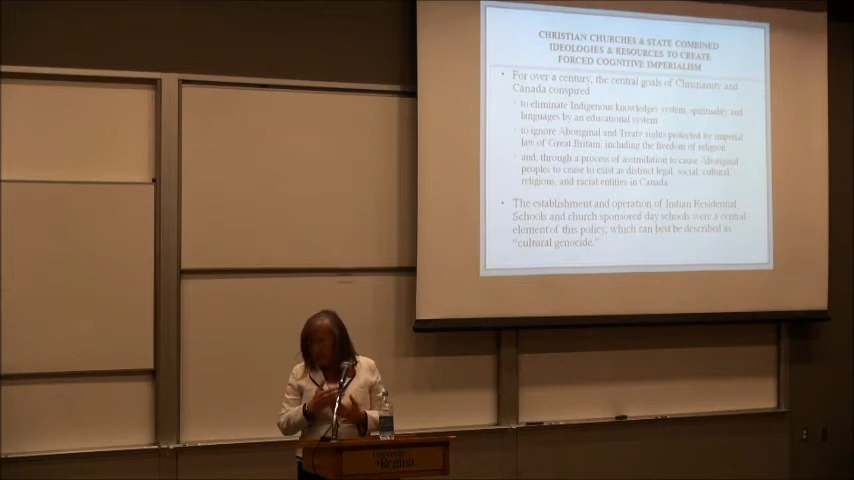 CHRISTIAN CHURCHES & STATE COMBINED
IDEOLOGIES & RESOURCES TO CREATE
FORCED COGNITIVE IMPERIALISM
• For over a century, the central goals of Christianity and
Canada conspired
to eliminate Indigenous knowledges system, spirituality and
languages by an educational system
to ignore Aboriginal and Treaty rights protected by imperial
law of Great Britain, including the freedom of religion
and, through a process of assimilation to cause Aboriginal
peoples to cease to exist as distinct legal, social, cultural,
religious, and racial entities in Canada
• The establishment and operation of Indian Residential
Schools and church sponsored day schools were a central
element of this policy, which can best be described as
“cultural genocide.”
University
of Regina